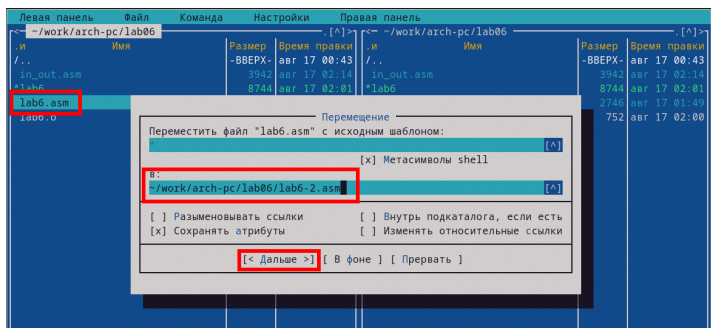 Левая панель Файл Команда Настройки Правая панель
<— ~/work/arch-pc/lab06 .[^]> <— ~/work/arch-pc/lab06 .[^]>
.и Имя Размер Время правки .и Имя Размер Время правки
/.. -ВВЕРХ- авг 17 00:43 /.. -ВВЕРХ- авг 17 00:43
in_out.asm 3942 авг 17 02:14 in_out.asm 3942 авг 17 02:14
*lab6 8744 авг 17 02:01 *lab6 8744 авг 17 02:01
lab6.asm 2746 авг 17 01:49
lab6.o 752 авг 17 02:00
Перемещение
Переместить файл "lab6.asm" с исходным шаблоном:
* [^]
[x] Метасимволы shell
в:
~/work/arch-pc/lab06/lab6-2.asm [^]
[ ] Разыменовывать ссылки [ ] Внутрь подкаталога, если есть
[x] Сохранять атрибуты [ ] Изменять относительные ссылки
[< Дальше >] [ В фоне ] [ Прервать ]